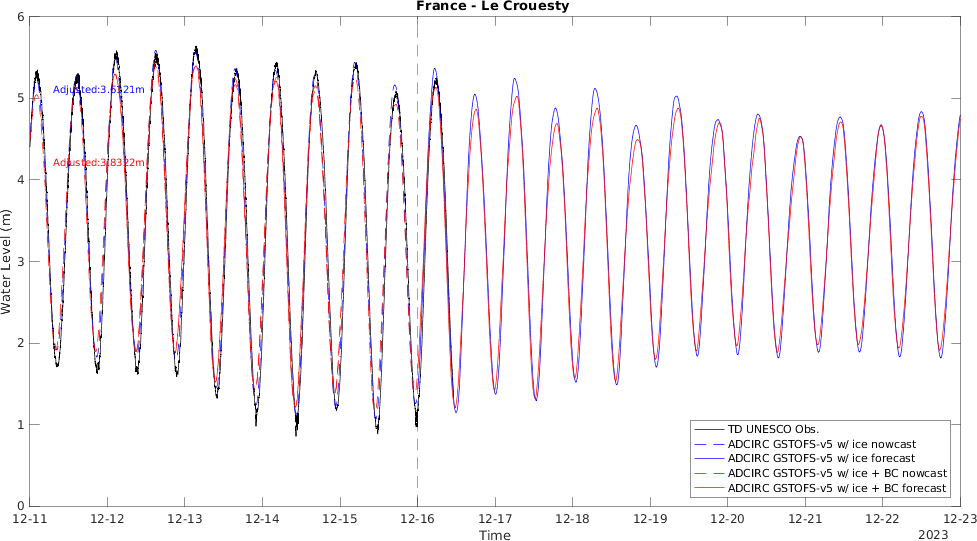 France - Le Crouesty
6
5
4
3
2
1
0
Water Level (m)
Adjusted:3.8322m
12-11
12-12
12-13
12-14
12-15
12-16
12-17
12-18
12-19
12-20
12-21
12-22
12-23
Time
2023
TD UNESCO Obs.
ADCIRC GSTOFS-v5 w/ ice nowcast
ADCIRC GSTOFS-v5 w/ ice forecast
ADCIRC GSTOFS-v5 w/ ice + BC nowcast
ADCIRC GSTOFS-v5 w/ ice + BC forecast